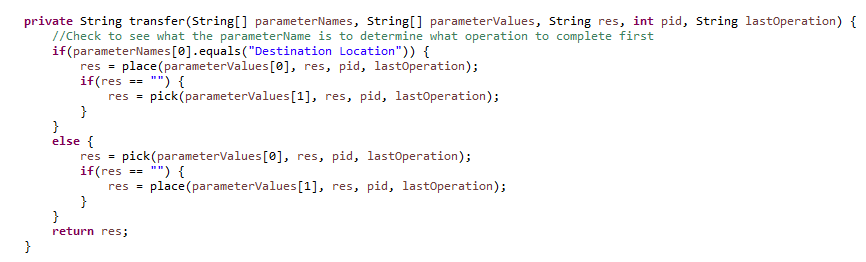 private String transfer(String[] parameterNames, String[] parameterValues, String res, int pid, String lastOperation) {
    //Check to see what the parameterName is to determine what operation to complete first
    if(parameterNames[0].equals("Destination Location")) {
        res = place(parameterValues[0], res, pid, lastOperation);
        if(res == "") {
            res = pick(parameterValues[1], res, pid, lastOperation);
        }
    }
    else {
        res = pick(parameterValues[0], res, pid, lastOperation);
        if(res == "") {
            res = place(parameterValues[1], res, pid, lastOperation);
        }
    }
    return res;
}